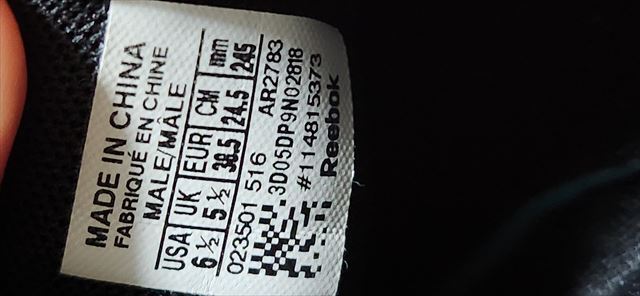 MADE IN CHINA
FABRIQUÉ EN CHINE
MALE/MÂLE
USA UK EUR CM mm
6 ½ 5 ½ 38.5 24.5 245
023501 516 AR2783
3D05DP9N02818
#114815373
Reebok